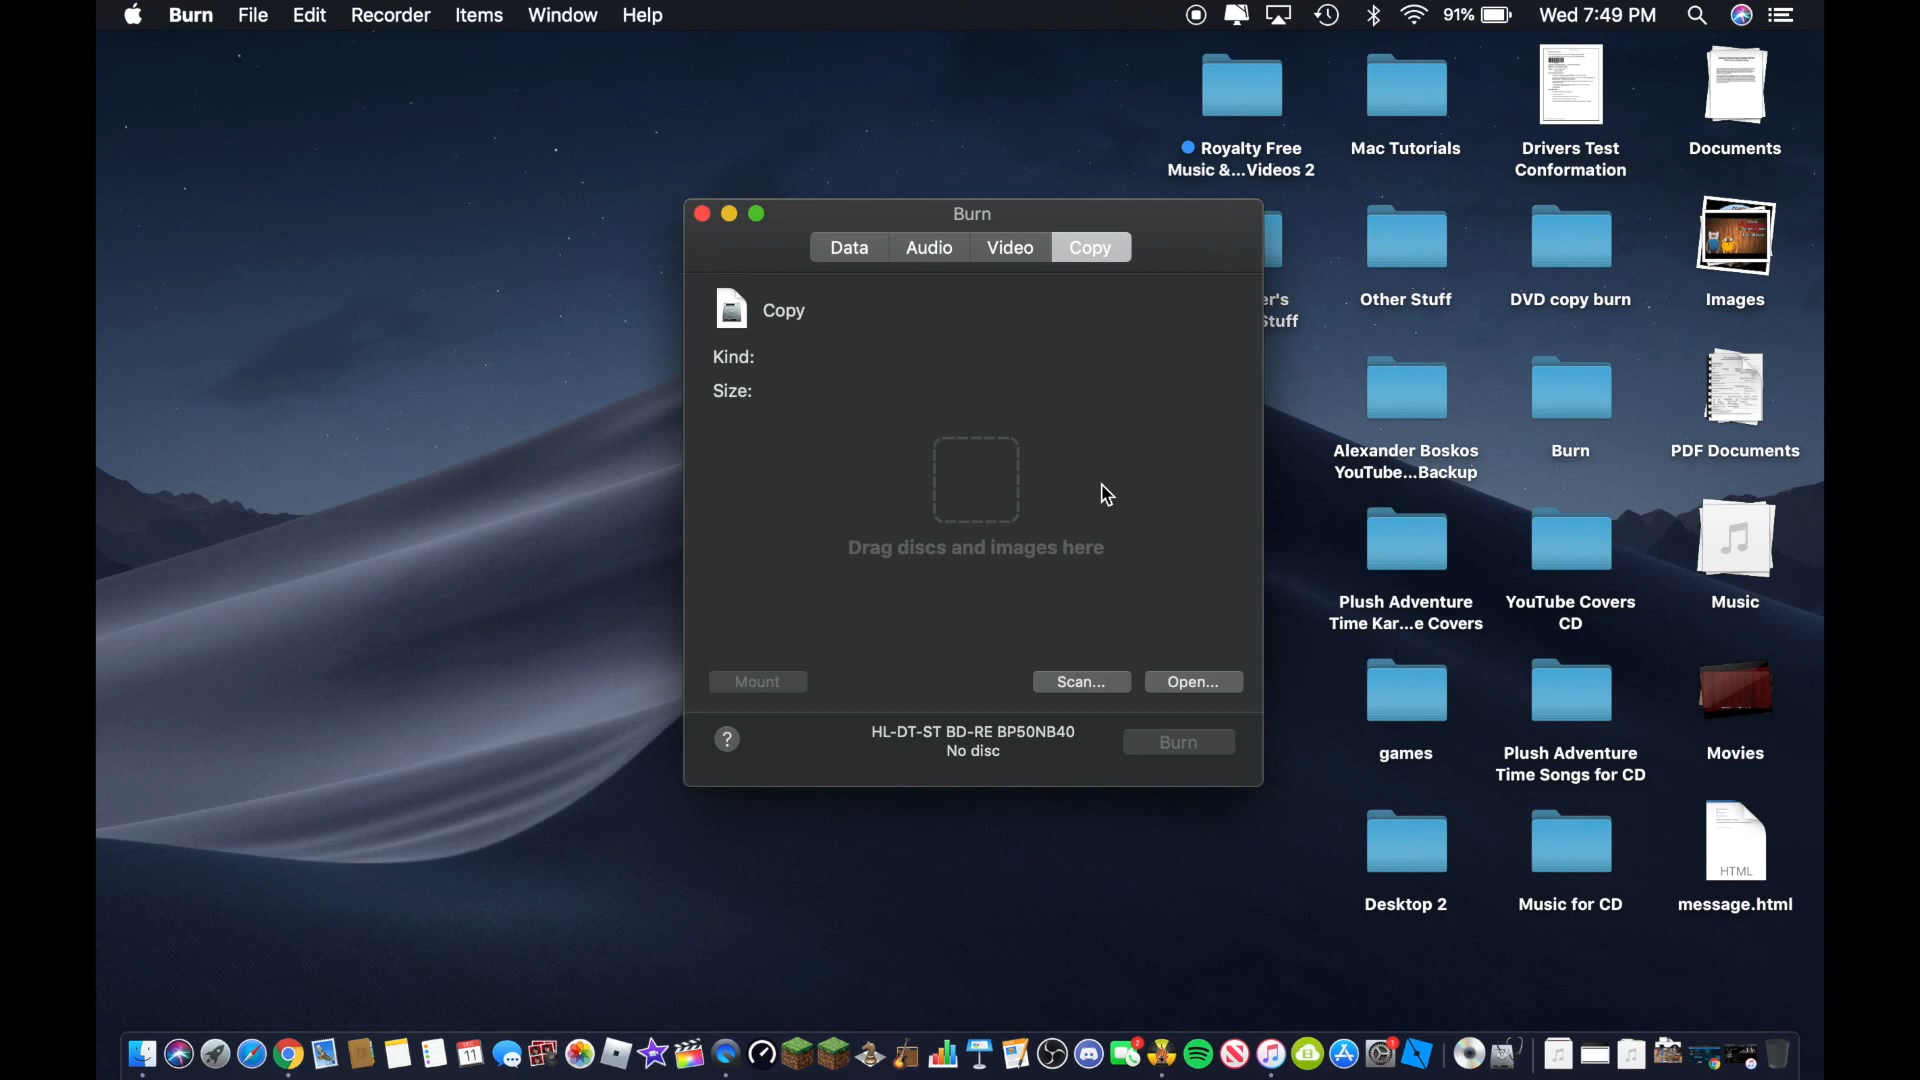 Burn File Edit Recorder Items Window Help
91% Wed 7:49 PM
Royalty Free
Music &...Videos 2
Mac Tutorials
Drivers Test
Conformation
Documents
er's
Stuff
Other Stuff
DVD copy burn
Images
Alexander Boskos
YouTube...Backup
Burn
PDF Documents
Plush Adventure
Time Kar...e Covers
YouTube Covers
CD
Music
games
Plush Adventure
Time Songs for CD
Movies
Desktop 2
Music for CD
HTML
message.html
Burn
Data Audio Video Copy
Copy
Kind:
Size:
Drag discs and images here
Mount Scan... Open...
?
HL-DT-ST BD-RE BP50NB40
No disc
Burn
DEC
11
2
1